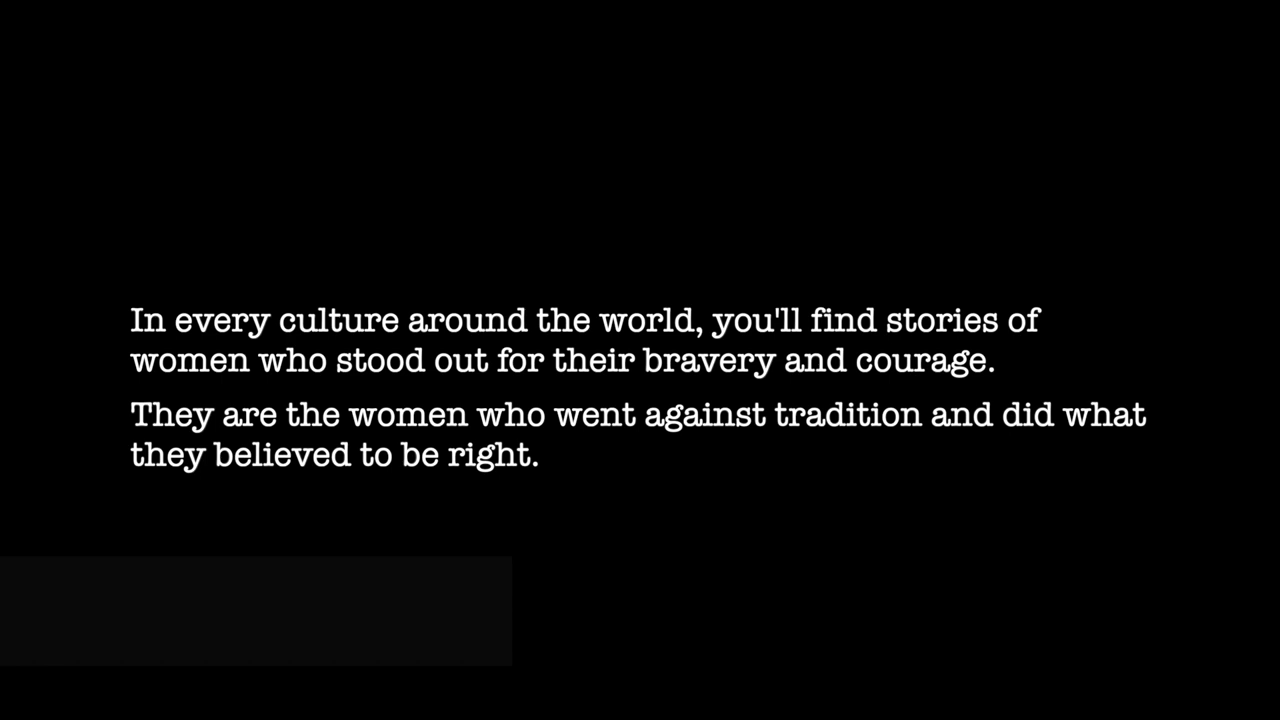 In every culture around the world, you'll find stories of
women who stood out for their bravery and courage.
They are the women who went against tradition and did what
they believed to be right.